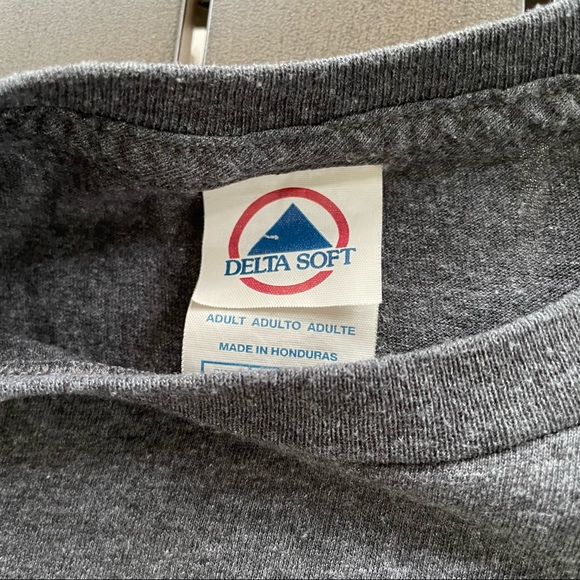 DELTA SOFT
ADULT ADULTO ADULTE
MADE IN HONDURAS